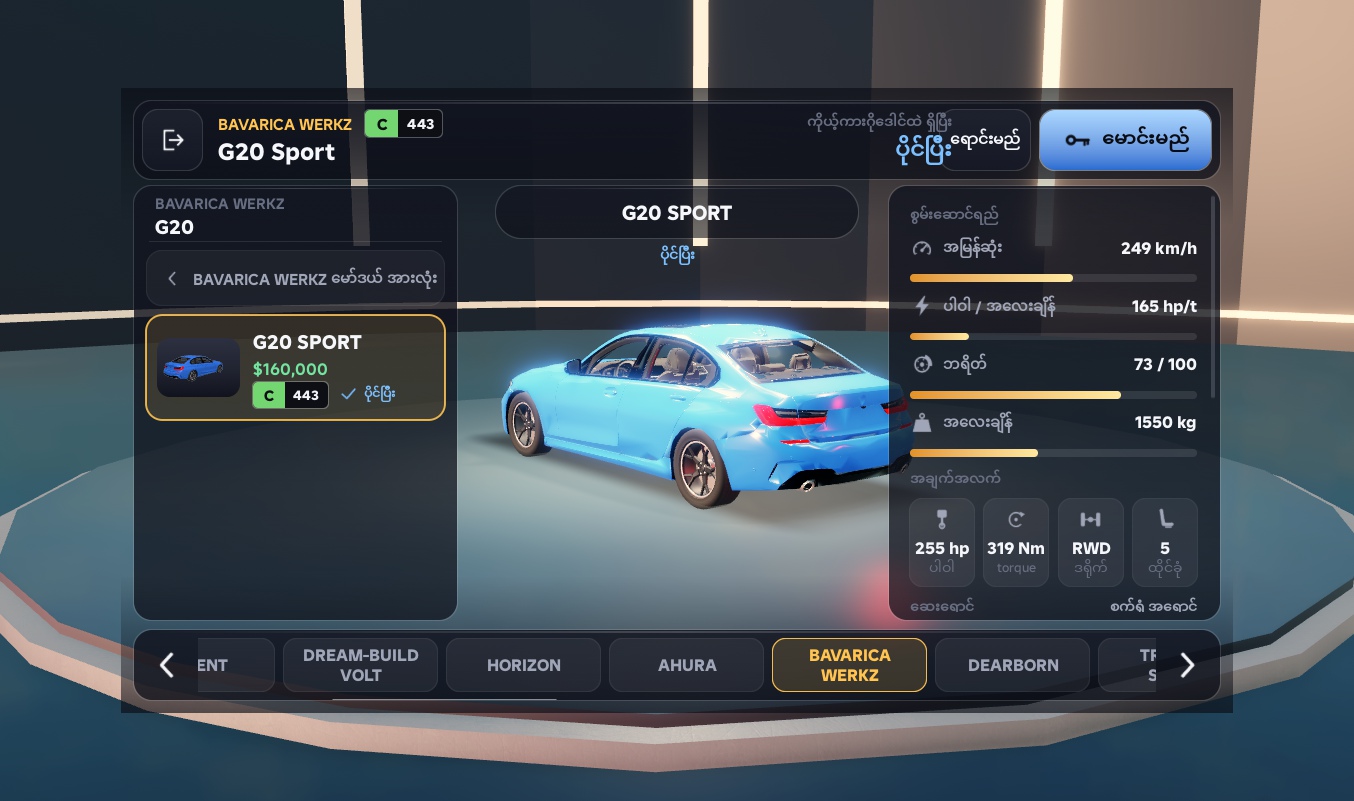 BAVARICA WERKZ
C 443
G20 Sport
ကိုယ့်ကားဂိုဒေါင်ထဲ ရှိပြီး
ပိုင်ပြီး
ရောင်းမည်
မောင်းမည်
BAVARICA WERKZ
G20
BAVARICA WERKZ မော်ဒယ် အားလုံး
G20 SPORT
$160,000
C 443
ပိုင်ပြီး
G20 SPORT
ပိုင်ပြီး
စွမ်းဆောင်ရည်
အမြန်ဆုံး 249 km/h
ပါဝါ / အလေးချိန် 165 hp/t
ဘရိတ် 73 / 100
အလေးချိန် 1550 kg
အချက်အလက်
255 hp
ပါဝါ
319 Nm
torque
RWD
ဒရိုက်
5
ထိုင်ခုံ
ဆေးရောင် စက်ရုံ အရောင်
ENT
DREAM-BUILD
VOLT
HORIZON
AHURA
BAVARICA
WERKZ
DEARBORN
TR
S